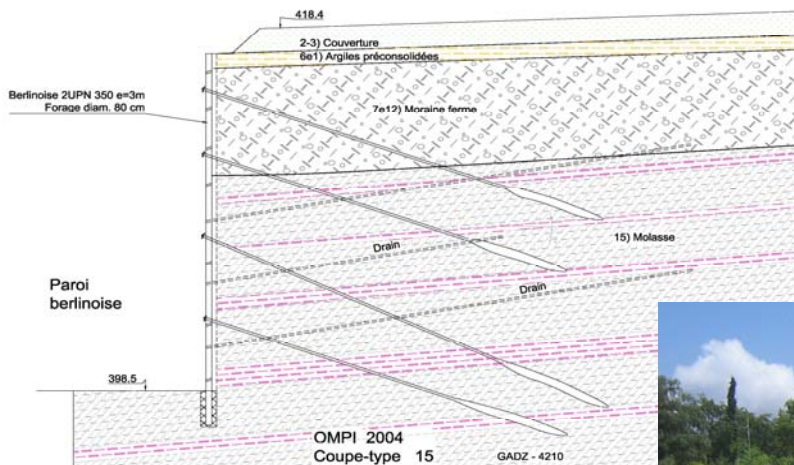 418.4
2-3) Couverture
6e1) Argiles préconsolidées
Berlinoise 2UPN 350 e=3m
Forage diam. 80 cm
7e12) Moraine ferme
15) Molasse
Drain
Paroi
berlinoise
Drain
398.5
OMPI 2004
Coupe-type 15
GADZ - 4210